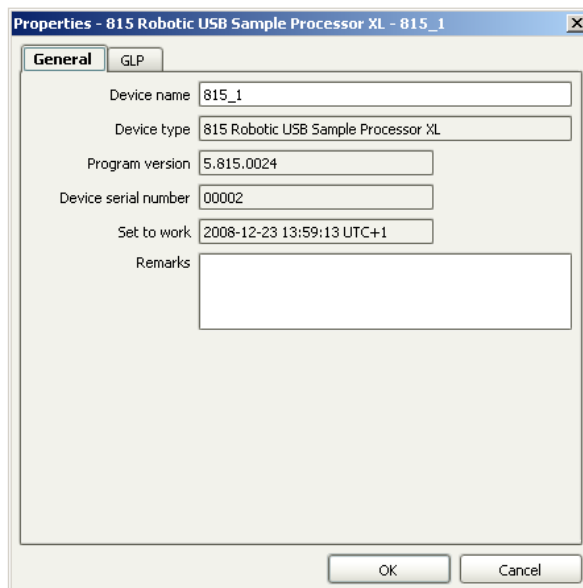 Properties - 815 Robotic USB Sample Processor XL - 815_1
General GLP
Device name 815_1
Device type 815 Robotic USB Sample Processor XL
Program version 5.815.0024
Device serial number 00002
Set to work 2008-12-23 13:59:13 UTC+1
Remarks
OK Cancel